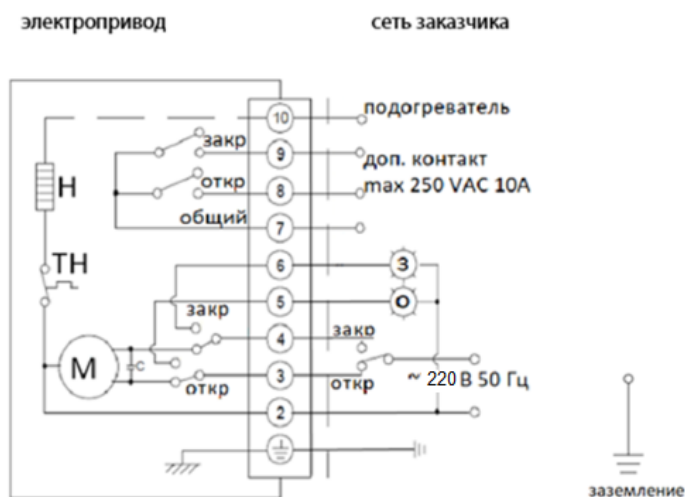 электропривод
сеть заказчика
10
подогреватель
закр
9
доп. контакт
откр
8
max 250 VAC 10A
H
общий
7
TH
6
З
5
О
закр
4
закр
M
C
откр
3
откр
~ 220 В 50 Гц
2
заземление